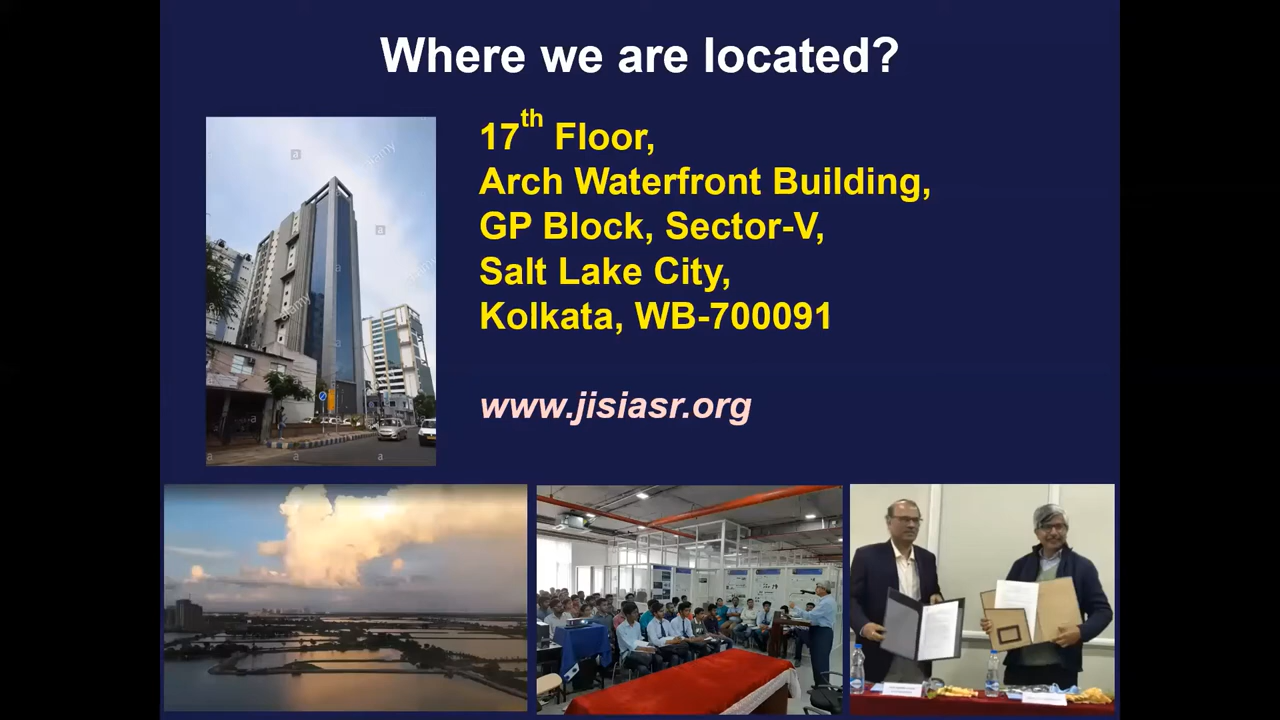 Where we are located?
17th Floor,
Arch Waterfront Building,
GP Block, Sector-V,
Salt Lake City,
Kolkata, WB-700091
www.jisiasr.org